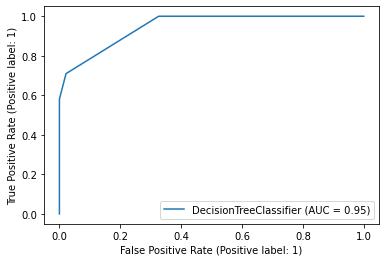 1.0
0.8
0.6
0.4
0.2
0.0
True Positive Rate (Positive label: 1)
DecisionTreeClassifier (AUC = 0.95)
0.0 0.2 0.4 0.6 0.8 1.0
False Positive Rate (Positive label: 1)